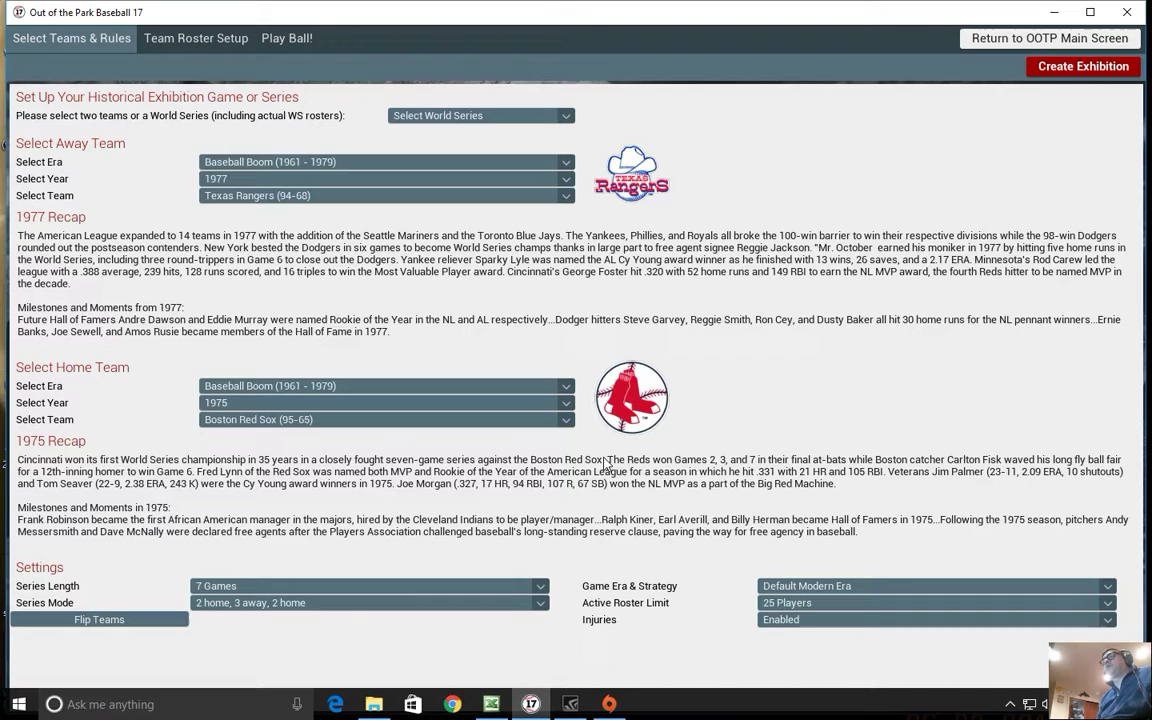 Out of the Park Baseball 17
Select Teams & Rules
Team Roster Setup
Play Ball!
Return to OOTP Main Screen
Create Exhibition
Set Up Your Historical Exhibition Game or Series
Please select two teams or a World Series (including actual WS rosters):
Select World Series
Select Away Team
Select Era
Baseball Boom (1961 - 1979)
Select Year
1977
Select Team
Texas Rangers (94-68)
TEXAS
RANGERS
1977 Recap
The American League expanded to 14 teams in 1977 with the addition of the Seattle Mariners and the Toronto Blue Jays. The Yankees, Phillies, and Royals all broke the 100-win barrier to win their respective divisions while the 98-win Dodgers
rounded out the postseason contenders. New York bested the Dodgers in six games to become World Series champs thanks in large part to free agent signee Reggie Jackson. "Mr. October earned his moniker in 1977 by hitting five home runs in
the World Series, including three round-trippers in Game 6 to close out the Dodgers. Yankee reliever Sparky Lyle was named the AL Cy Young award winner as he finished with 13 wins, 26 saves, and a 2.17 ERA. Minnesota's Rod Carew led the
league with a .388 average, 239 hits, 128 runs scored, and 16 triples to win the Most Valuable Player award. Cincinnati's George Foster hit .320 with 52 home runs and 149 RBI to earn the NL MVP award, the fourth Reds hitter to be named MVP in
the decade.
Milestones and Moments from 1977:
Future Hall of Famers Andre Dawson and Eddie Murray were named Rookie of the Year in the NL and AL respectively...Dodger hitters Steve Garvey, Reggie Smith, Ron Cey, and Dusty Baker all hit 30 home runs for the NL pennant winners...Ernie
Banks, Joe Sewell, and Amos Rusie became members of the Hall of Fame in 1977.
Select Home Team
Select Era
Baseball Boom (1961 - 1979)
Select Year
1975
Select Team
Boston Red Sox (95-65)
1975 Recap
Cincinnati won its first World Series championship in 35 years in a closely fought seven-game series against the Boston Red Sox. The Reds won Games 2, 3, and 7 in their final at-bats while Boston catcher Carlton Fisk waved his long fly ball fair
for a 12th-inning homer to win Game 6. Fred Lynn of the Red Sox was named both MVP and Rookie of the Year of the American League for a season in which he hit .331 with 21 HR and 105 RBI. Veterans Jim Palmer (23-11, 2.09 ERA, 10 shutouts)
and Tom Seaver (22-9, 2.38 ERA, 243 K) were the Cy Young award winners in 1975. Joe Morgan (.327, 17 HR, 94 RBI, 107 R, 67 SB) won the NL MVP as a part of the Big Red Machine.
Milestones and Moments in 1975:
Frank Robinson became the first African American manager in the majors, hired by the Cleveland Indians to be player/manager...Ralph Kiner, Earl Averill, and Billy Herman became Hall of Famers in 1975...Following the 1975 season, pitchers Andy
Messersmith and Dave McNally were declared free agents after the Players Association challenged baseball's long-standing reserve clause, paving the way for free agency in baseball.
Settings
Series Length
7 Games
Game Era & Strategy
Default Modern Era
Series Mode
2 home, 3 away, 2 home
Active Roster Limit
25 Players
Flip Teams
Injuries
Enabled
Ask me anything
17